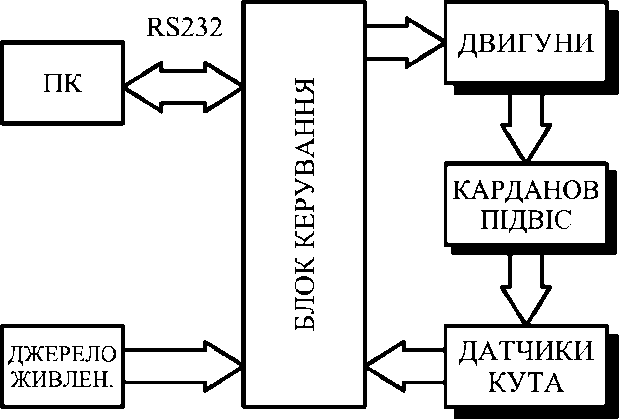 RS232
ПК
БЛОК КЕРУВАННЯ
ДВИГУНИ
КАРДАНОВ
ПІДВІС
ДЖЕРЕЛО
ЖИВЛЕН.
ДАТЧИКИ
КУТА